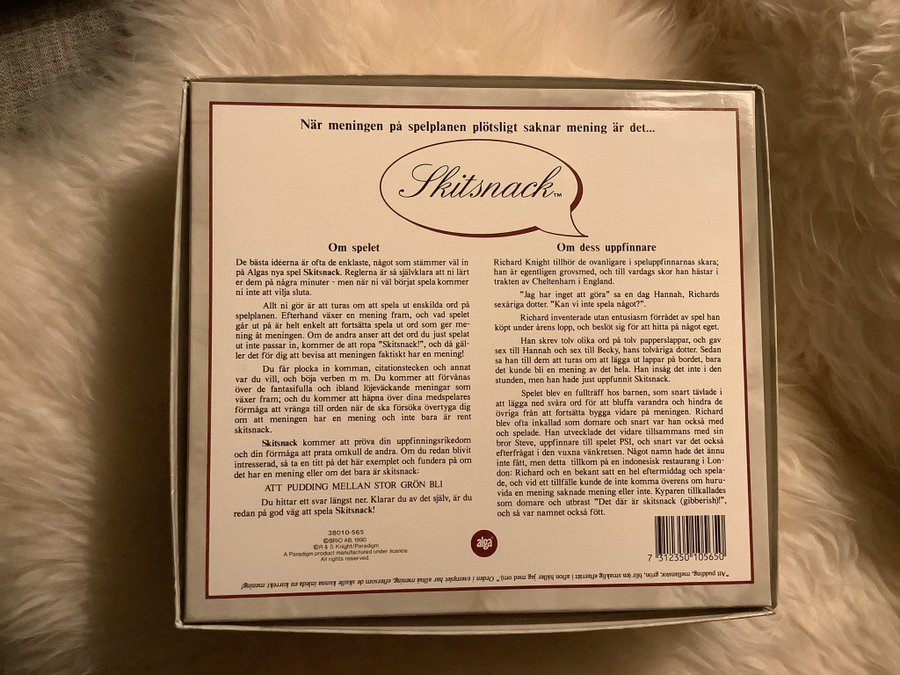 När meningen på spelplanen plötsligt saknar mening är det...
Skitsnack™
Om spelet
De bästa idéerna är ofta de enklaste, något som stämmer väl in
på Algas nya spel Skitsnack. Reglerna är så självklara att ni lärt
er dem på några minuter - men när ni väl börjat spela kommer
ni inte att vilja sluta.
Allt ni gör är att turas om att spela ut enskilda ord på
spelplanen. Efterhand växer en mening fram, och vad spelet
går ut på är helt enkelt att fortsätta spela ut ord som ger me-
ning åt meningen. Om de andra anser att det ord du just spelat
ut inte passar in, kommer de att ropa "Skitsnack!", och då gäl-
ler det för dig att bevisa att meningen faktiskt har en mening!
Du får plocka in komman, citationstecken och annat
var du vill, och böja verben m m. Du kommer att förvånas
över de fantasifulla och ibland löjeväckande meningar som
växer fram; och du kommer att häpna över dina medspelares
förmåga att vränga till orden när de ska försöka övertyga dig
om att meningen har en mening och inte bara är rent
skitsnack.
Skitsnack kommer att pröva din uppfinningsrikedom
och din förmåga att prata omkull de andra. Om du redan blivit
intresserad, så ta en titt på det här exemplet och fundera på om
det har en mening eller om det bara är skitsnack:
ATT PUDDING MELLAN STOR GRÖN BLI
Du hittar ett svar längst ner. Klarar du av det själv, är du
redan på god väg att spela Skitsnack!
38010-565
©BRIO AB, 1990
©R & S Knight/Paradigm
A Paradigm product manufactured under licence.
All rights reserved.
Om dess uppfinnare
Richard Knight tillhör de ovanligare i speluppfinnarnas skara;
han är egentligen grovsmed, och till vardags skor han hästar i
trakten av Cheltenham i England.
"Jag har inget att göra" sa en dag Hannah, Richards
sexåriga dotter. "Kan vi inte spela något?".
Richard inventerade utan entusiasm förrådet av spel han
köpt under årens lopp, och beslöt sig för att hitta på något eget.
Han skrev tolv olika ord på tolv papperslappar, och gav
sex till Hannah och sex till Becky, hans tolvåriga dotter. Sedan
sa han till dem att turas om att lägga ut lappar på bordet, bara
det kunde bli en mening av det hela. Han insåg det inte i den
stunden, men han hade just uppfunnit Skitsnack.
Spelet blev en fullträff hos barnen, som snart tävlade i
att lägga ned svåra ord för att bluffa varandra och hindra de
övriga från att fortsätta bygga vidare på meningen. Richard
blev ofta inkallad som domare och snart var han också med
och spelade. Han utvecklade det vidare tillsammans med sin
bror Steve, uppfinnare till spelet PSI, och snart var det också
efterfrågat i den vuxna vänkretsen. Något namn hade det ännu
inte fått, men detta tillkom på en indonesisk restaurang i Lon-
don: Richard och en bekant satt en hel eftermiddag och spela-
de, och vid ett tillfälle kunde de inte komma överens om huru-
vida en mening saknade mening eller inte. Kyparen tillkallades
som domare och utbrast "Det där är skitsnack (gibberish)!",
och så var namnet också fött.
alga
7 312350 105650
"Att pudding, mellanstor, grön, blir den smaklig efterrätt i afton håller jag med om)". Orden i exemplet har alltså mening, eftersom de skulle kunna inleda en korrekt mening!